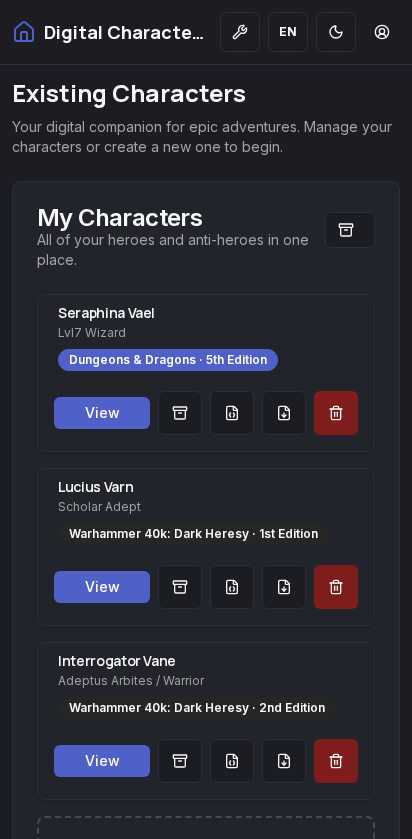 Digital Characte…
EN
Existing Characters
Your digital companion for epic adventures. Manage your
characters or create a new one to begin.
My Characters
All of your heroes and anti-heroes in one
place.
Seraphina Vael
Lvl7 Wizard
Dungeons & Dragons · 5th Edition
View
Lucius Varn
Scholar Adept
Warhammer 40k: Dark Heresy · 1st Edition
View
Interrogator Vane
Adeptus Arbites / Warrior
Warhammer 40k: Dark Heresy · 2nd Edition
View